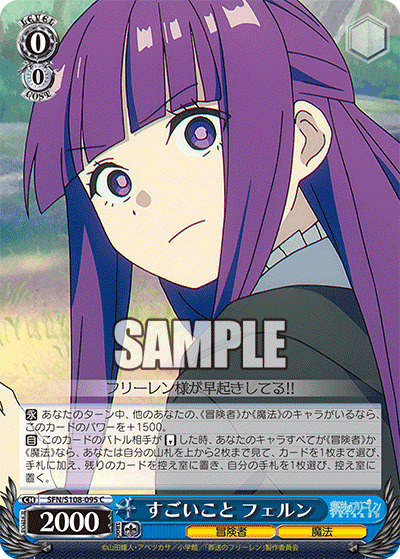 LEVEL
0
0
COST
SAMPLE
フリーレン様が早起きしてる!!
永 あなたのターン中、他のあなたの、《冒険者》か《魔法》のキャラがいるなら、
このカードのパワーを+1500。
自 このカードのバトル相手が【 】した時、あなたのキャラすべてが《冒険者》か
《魔法》なら、あなたは自分の山札を上から2枚まで見て、カードを1枚まで選び、
手札に加え、残りのカードを控え室に置き、自分の手札を1枚選び、控え室
に置く。
CH
SFN/S108-095 C
2000
すごいこと フェルン
葬送のフリーレン
冒険者
魔法
©山田鐘人・アベツカサ/小学館/「葬送のフリーレン」製作委員会